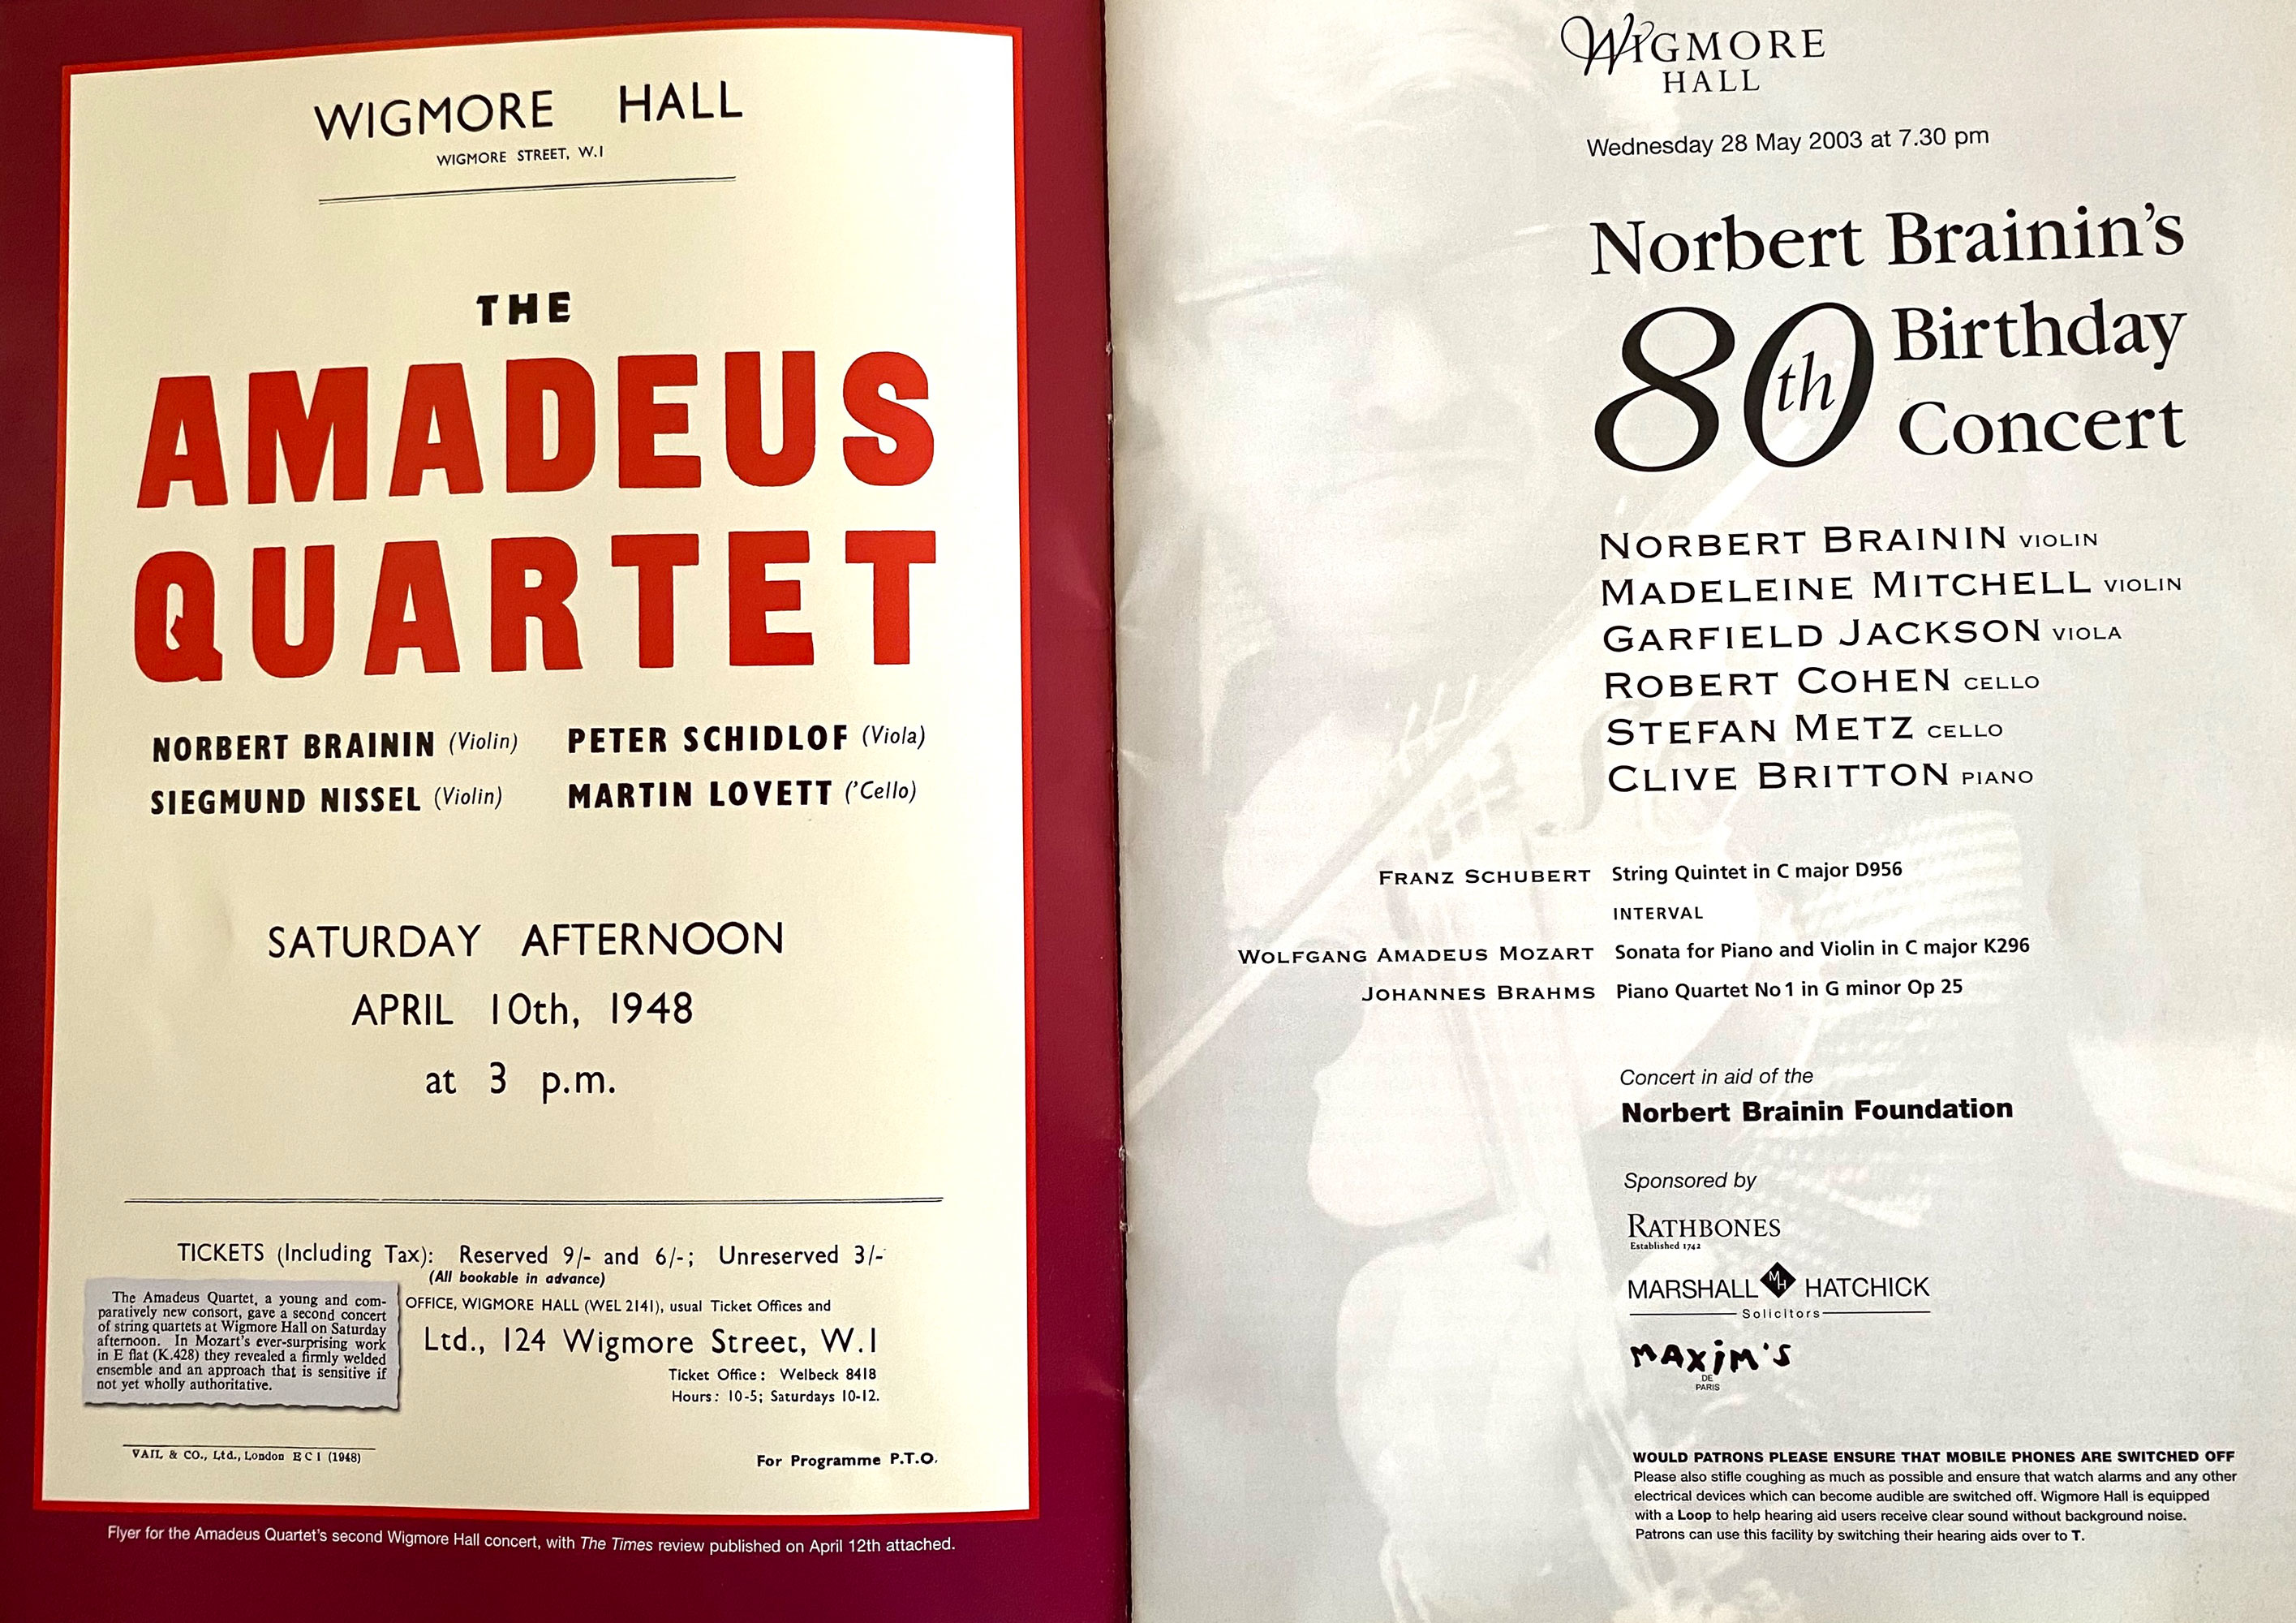 WIGMORE HALL
WIGMORE STREET, W.1
THE
AMADEUS
QUARTET
NORBERT BRAININ (Violin) PETER SCHIDLOF (Viola)
SIEGMUND NISSEL (Violin) MARTIN LOVETT ('Cello)
SATURDAY AFTERNOON
APRIL 10th, 1948
at 3 p.m.
TICKETS (Including Tax): Reserved 9/- and 6/-; Unreserved 3/-
(All bookable in advance)
OFFICE, WIGMORE HALL (WEL 2141), usual Ticket Offices and
Ltd., 124 Wigmore Street, W.1
Ticket Office: Welbeck 8418
Hours: 10-5; Saturdays 10-12.
The Amadeus Quartet, a young and com-
paratively new consort, gave a second concert
of string quartets at Wigmore Hall on Saturday
afternoon. In Mozart's ever-surprising work
in E flat (K.428) they revealed a firmly welded
ensemble and an approach that is sensitive if
not yet wholly authoritative.
VAIL & CO., Ltd., London E C 1 (1948)
For Programme P.T.O.
Flyer for the Amadeus Quartet's second Wigmore Hall concert, with The Times review published on April 12th attached.
WIGMORE
HALL
Wednesday 28 May 2003 at 7.30 pm
Norbert Brainin's
80th Birthday
Concert
NORBERT BRAININ VIOLIN
MADELEINE MITCHELL VIOLIN
GARFIELD JACKSON VIOLA
ROBERT COHEN CELLO
STEFAN METZ CELLO
CLIVE BRITTON PIANO
FRANZ SCHUBERT String Quintet in C major D956
INTERVAL
WOLFGANG AMADEUS MOZART Sonata for Piano and Violin in C major K296
JOHANNES BRAHMS Piano Quartet No1 in G minor Op 25
Concert in aid of the
Norbert Brainin Foundation
Sponsored by
RATHBONES
Established 1742
MARSHALL MH HATCHICK
Solicitors
MAXiM'S
DE
PARIS
WOULD PATRONS PLEASE ENSURE THAT MOBILE PHONES ARE SWITCHED OFF
Please also stifle coughing as much as possible and ensure that watch alarms and any other
electrical devices which can become audible are switched off. Wigmore Hall is equipped
with a Loop to help hearing aid users receive clear sound without background noise.
Patrons can use this facility by switching their hearing aids over to T.